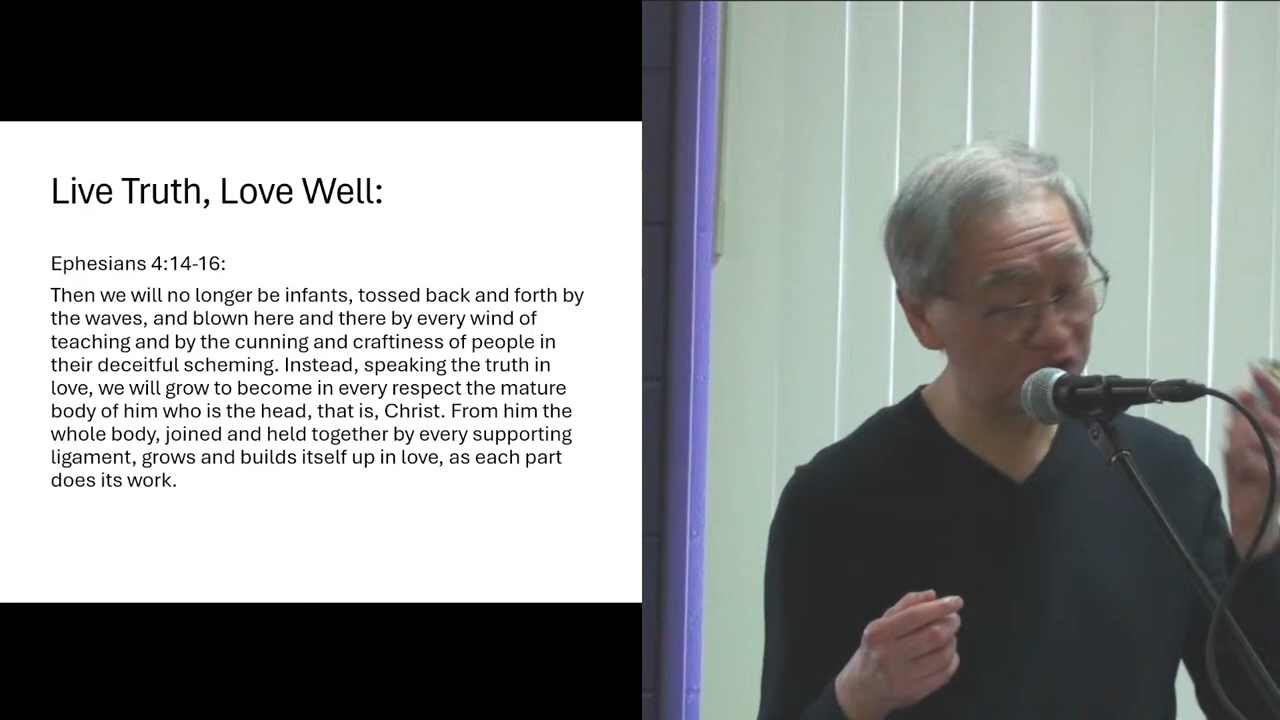 Live Truth, Love Well:
Ephesians 4:14-16:
Then we will no longer be infants, tossed back and forth by
the waves, and blown here and there by every wind of
teaching and by the cunning and craftiness of people in
their deceitful scheming. Instead, speaking the truth in
love, we will grow to become in every respect the mature
body of him who is the head, that is, Christ. From him the
whole body, joined and held together by every supporting
ligament, grows and builds itself up in love, as each part
does its work.